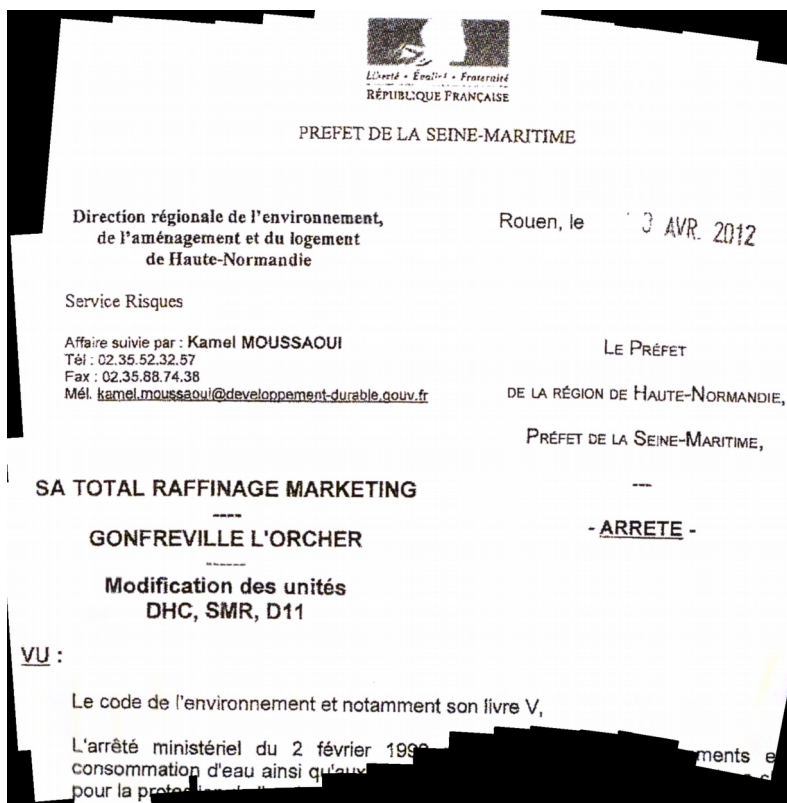 Liberté • Égalité • Fraternité
RÉPUBLIQUE FRANÇAISE
PREFET DE LA SEINE-MARITIME
Direction régionale de l'environnement,
de l'aménagement et du logement
de Haute-Normandie
Rouen, le 3 AVR. 2012
Service Risques
Affaire suivie par : Kamel MOUSSAOUI
Tél : 02.35.52.32.57
Fax : 02.35.88.74.38
Mél. kamel.moussaoui@developpement-durable.gouv.fr
LE PRÉFET
DE LA RÉGION DE HAUTE-NORMANDIE,
PRÉFET DE LA SEINE-MARITIME,
---
- ARRETE -
SA TOTAL RAFFINAGE MARKETING
----
GONFREVILLE L'ORCHER
------
Modification des unités
DHC, SMR, D11
VU :
Le code de l'environnement et notamment son livre V,
L'arrêté ministériel du 2 février
consommation d'eau ainsi
pour la